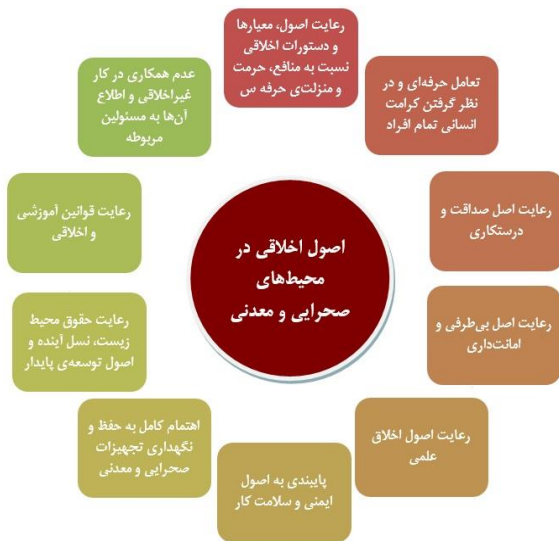 رعایت اصول، معیارها
و دستورات اخلاقی
نسبت به منافع، حرمت
و منزلت‌ی حرفه س
تعامل حرفه‌ای و در
نظر گرفتن کرامت
انسانی تمام افراد
رعایت اصل صداقت و
درستکاری
رعایت اصل بی‌طرفی و
امانت‌داری
رعایت اصول اخلاق
علمی
پایبندی به اصول
ایمنی و سلامت کار
اهتمام کامل به حفظ و
نگهداری تجهیزات
صحرایی و معدنی
رعایت حقوق محیط
زیست، نسل آینده و
اصول توسعه‌ی پایدار
رعایت قوانین آموزشی
و اخلاقی
عدم همکاری در کار
غیراخلاقی و اطلاع
آن‌ها به مسئولین
مربوطه
اصول اخلاقی در
محیط‌های
صحرایی و معدنی